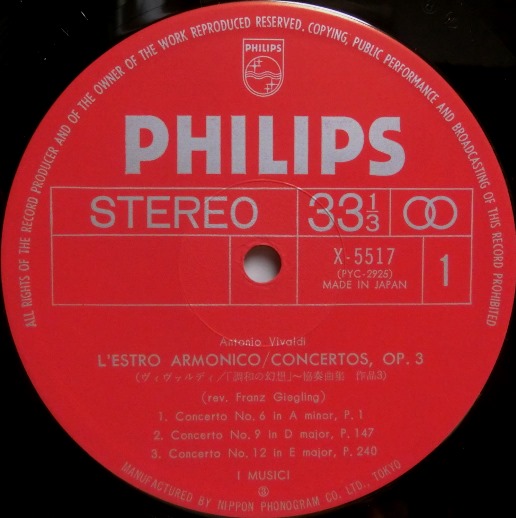 ALL RIGHTS OF THE RECORD PRODUCER AND OF THE OWNER OF THE WORK REPRODUCED RESERVED. COPYING, PUBLIC PERFORMANCE AND BROADCASTING OF THIS RECORD PROHIBITED
PHILIPS
PHILIPS
STEREO 33 1/3
X-5517 1
(PYC-2925)
MADE IN JAPAN
Antonio Vivaldi
L'ESTRO ARMONICO/CONCERTOS, OP. 3
(ヴィヴァルディ/「調和の幻想」〜協奏曲集 作品3)
(rev. Franz Giegling)
1. Concerto No. 6 in A minor, P. 1
2. Concerto No. 9 in D major, P. 147
3. Concerto No. 12 in E major, P. 240
I MUSICI
③
MANUFACTURED BY NIPPON PHONOGRAM CO., LTD., TOKYO